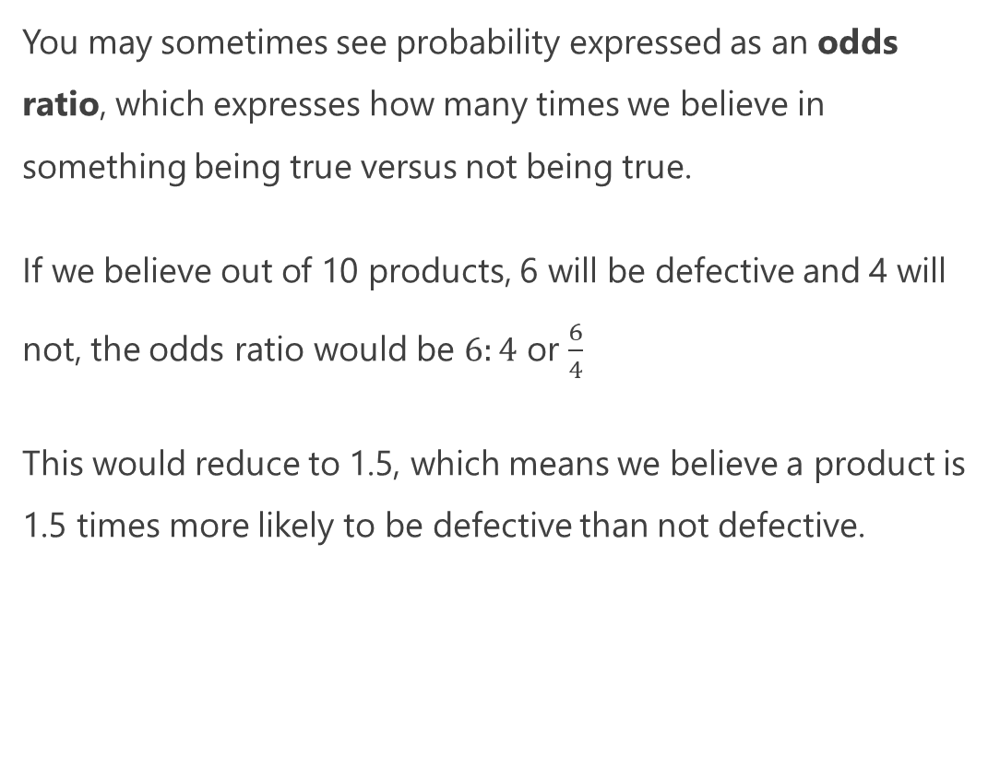 You may sometimes see probability expressed as an odds
ratio, which expresses how many times we believe in
something being true versus not being true.
If we believe out of 10 products, 6 will be defective and 4 will
not, the odds ratio would be 6: 4 or 6/4
This would reduce to 1.5, which means we believe a product is
1.5 times more likely to be defective than not defective.